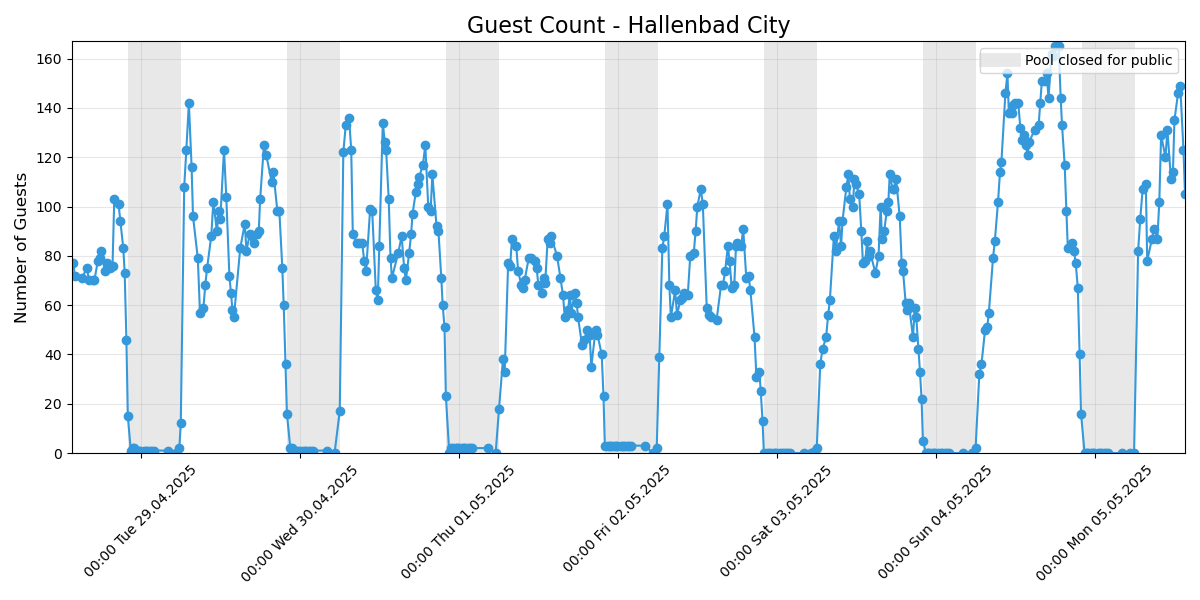 Guest Count - Hallenbad City
Pool closed for public
Number of Guests
160
140
120
100
80
60
40
20
0
00:00 Tue 29.04.2025
00:00 Wed 30.04.2025
00:00 Thu 01.05.2025
00:00 Fri 02.05.2025
00:00 Sat 03.05.2025
00:00 Sun 04.05.2025
00:00 Mon 05.05.2025